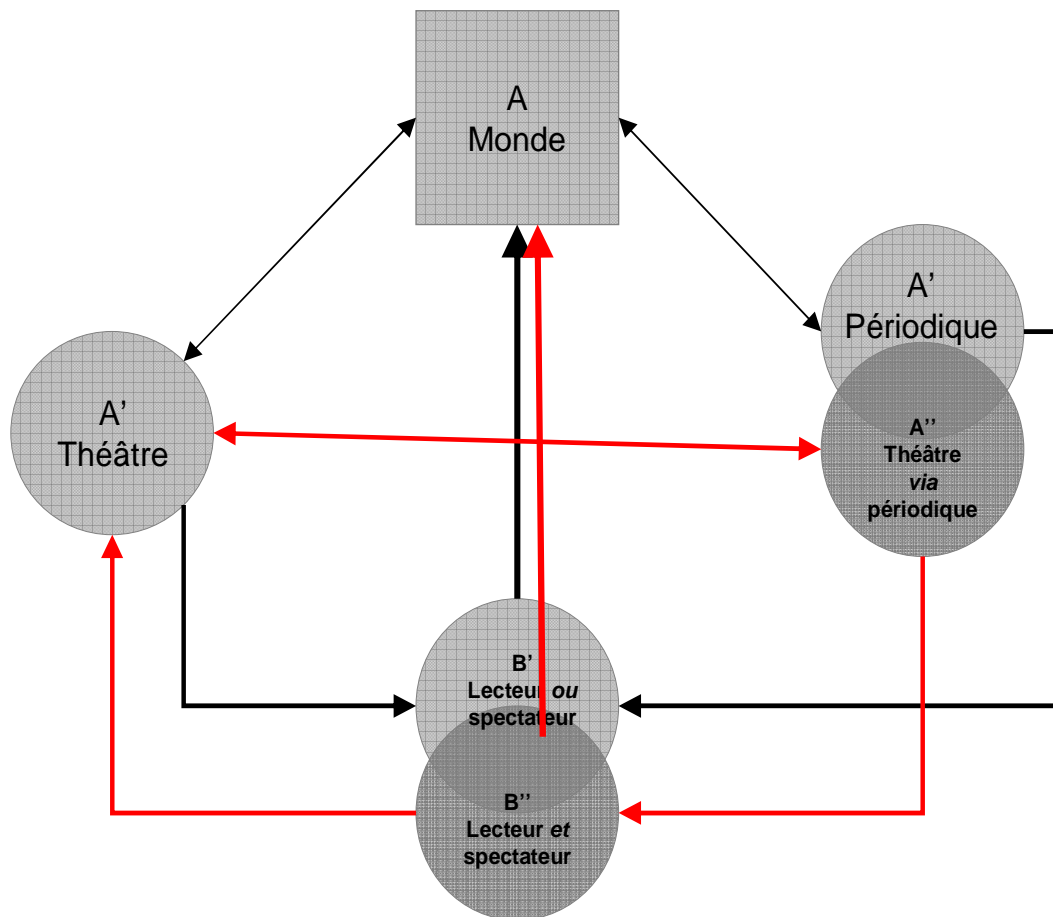 A
Monde
A'
Périodique
A'
Théâtre
A''
Théâtre
via
périodique
B'
Lecteur ou
spectateur
B''
Lecteur et
spectateur